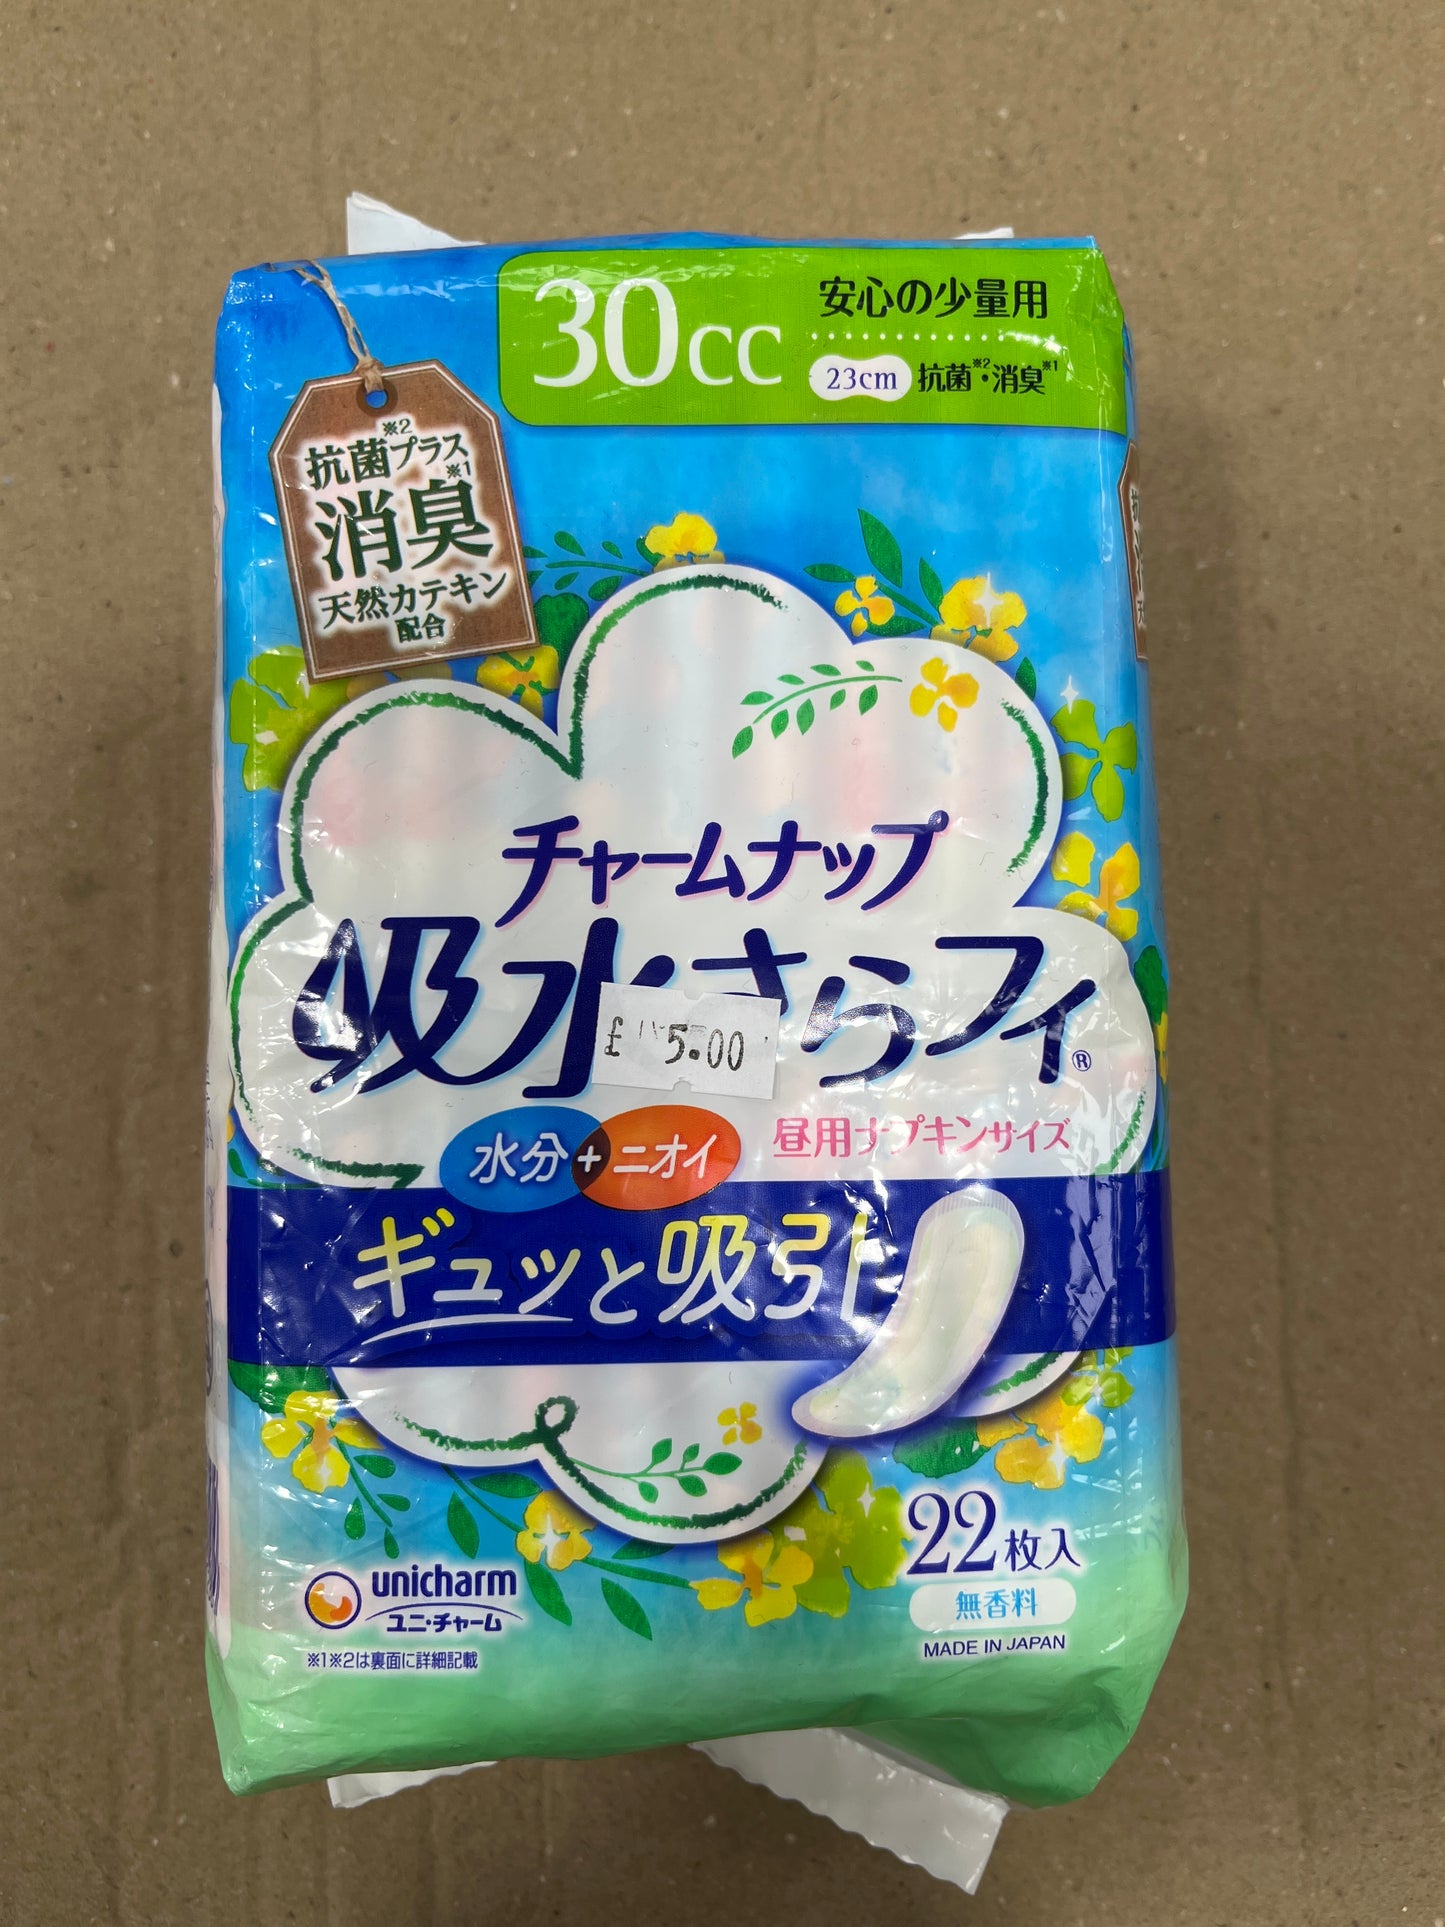 30cc
安心の少量用
23cm 抗菌※2・消臭※1
抗菌※2プラス
消臭※1
天然カテキン
配合
チャームナップ
吸水さらフィ®
£ 5.00
水分+ニオイ
昼用ナプキンサイズ
ギュッと吸引
22枚入
無香料
MADE IN JAPAN
unicharm
ユニ・チャーム
※1※2は裏面に詳細記載